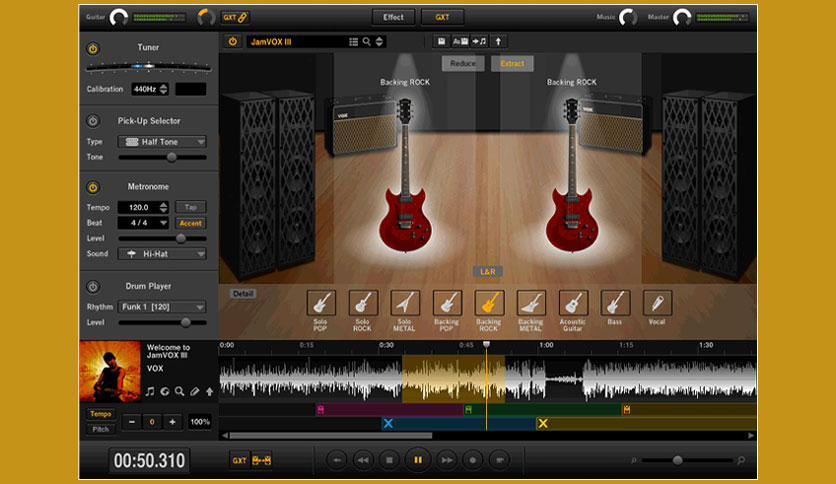 Guitar
GXT
Effect
GXT
Music
Master
JamVOX III
Tuner
Calibration
440Hz
Pick-Up Selector
Type
Half Tone
Tone
Metronome
Tempo
120.0
Tap
Beat
4 / 4
Accent
Level
Sound
Hi-Hat
Drum Player
Rhythm
Funk 1 [120]
Level
Reduce
Extract
Backing ROCK
Backing ROCK
VOX
L&R
Detail
Solo
POP
Solo
ROCK
Solo
METAL
Backing
POP
Backing
ROCK
Backing
METAL
Acoustic
Guitar
Bass
Vocal
Welcome to
JamVOX III
VOX
0:00
0:15
0:30
0:45
1:00
1:15
1:30
Tempo
Pitch
0
100%
00:50.310
GXT